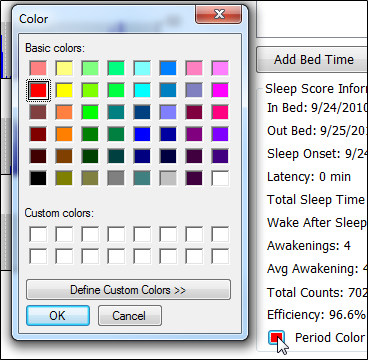 Color
Basic colors:
Custom colors:
Define Custom Colors >>
OK
Cancel
Add Bed Time
Sleep Score Infor
In Bed: 9/24/2010
Out Bed: 9/25/201
Sleep Onset: 9/24
Latency: 0 min
Total Sleep Time
Wake After Sleep
Awakenings: 4
Avg Awakening: 4
Total Counts: 702
Efficiency: 96.6%
Period Color